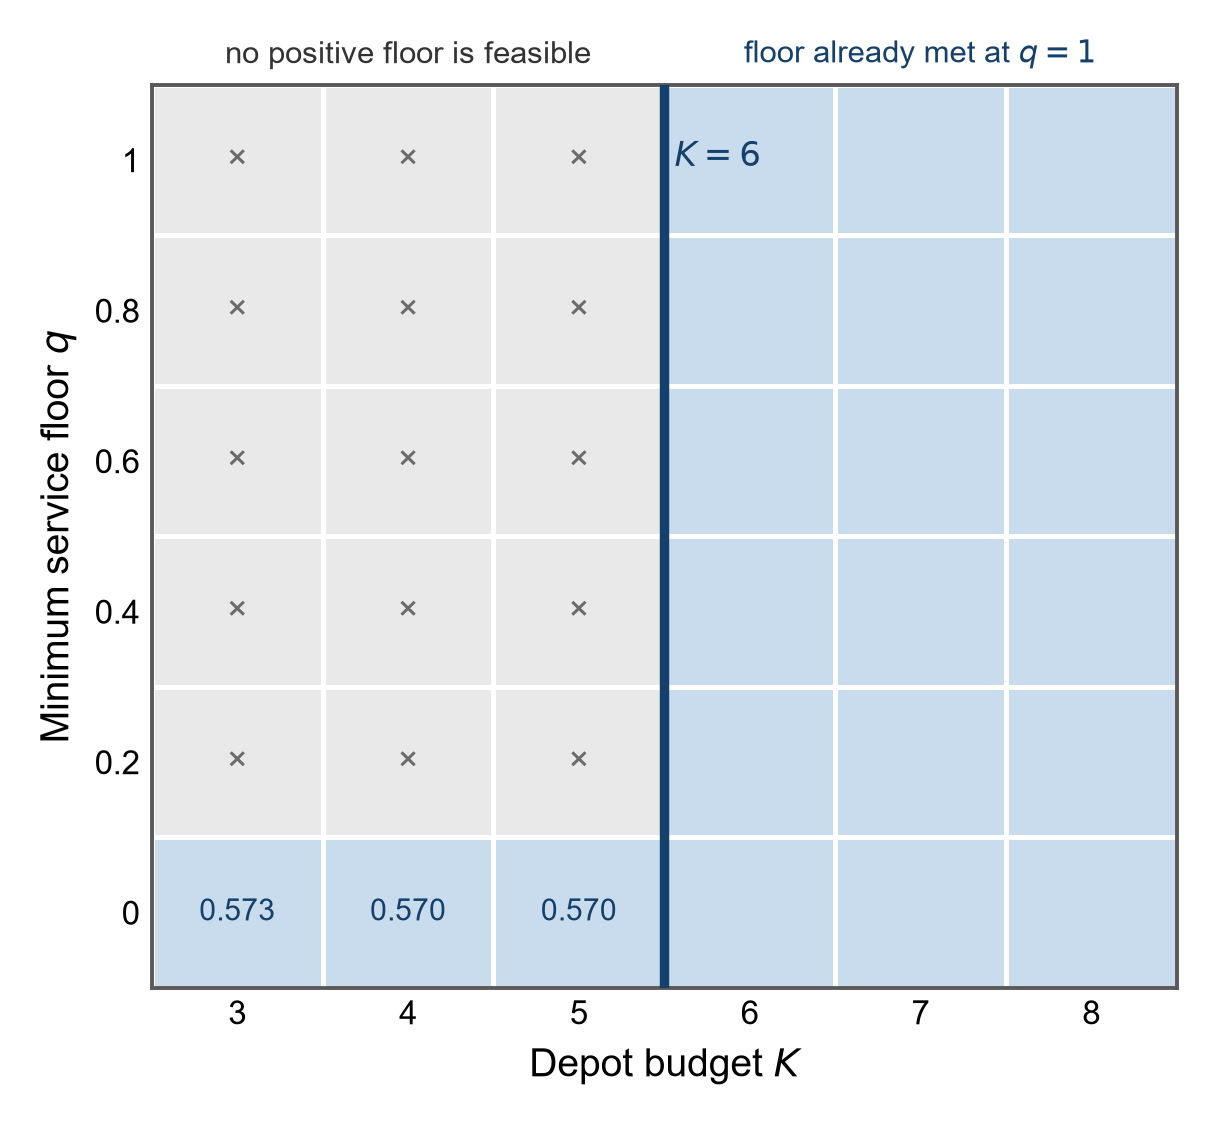 no positive floor is feasible
floor already met at q = 1
Minimum service floor q
1 × × × K = 6
0.8 × × ×
0.6 × × ×
0.4 × × ×
0.2 × × ×
0 0.573 0.570 0.570
3 4 5 6 7 8
Depot budget K